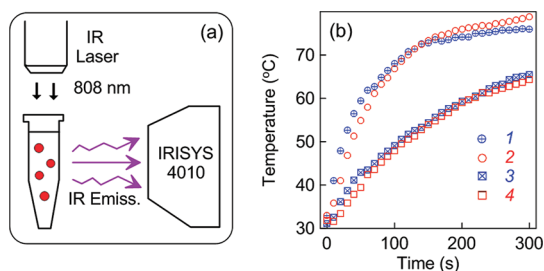 (a)
IR
Laser
808 nm
IRISYS
4010
IR Emiss.
(b)
Temperature (°C)
70
60
50
40
30
1
2
3
4
0
100
200
300
Time (s)